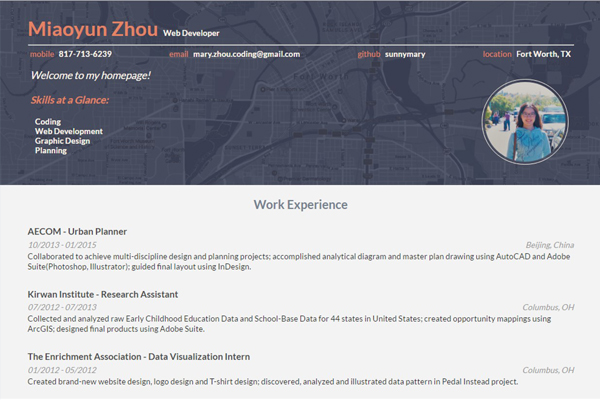 Miaoyun Zhou Web Developer
mobile 817-713-6239 email mary.zhou.coding@gmail.com github sunnymary location Fort Worth, TX
Welcome to my homepage!
Skills at a Glance:
Coding
Web Development
Graphic Design
Planning
Work Experience
AECOM - Urban Planner
10/2013 - 01/2015 Beijing, China
Collaborated to achieve multi-discipline design and planning projects; accomplished analytical diagram and master plan drawing using AutoCAD and Adobe
Suite(Photoshop, Illustrator); guided final layout using InDesign.
Kirwan Institute - Research Assistant
07/2012 - 07/2013 Columbus, OH
Collected and analyzed raw Early Childhood Education Data and School-Base Data for 44 states in United States; created opportunity mappings using
ArcGIS; designed final products using Adobe Suite.
The Enrichment Association - Data Visualization Intern
01/2012 - 05/2012 Columbus, OH
Created brand-new website design, logo design and T-shirt design; discovered, analyzed and illustrated data pattern in Pedal Instead project.